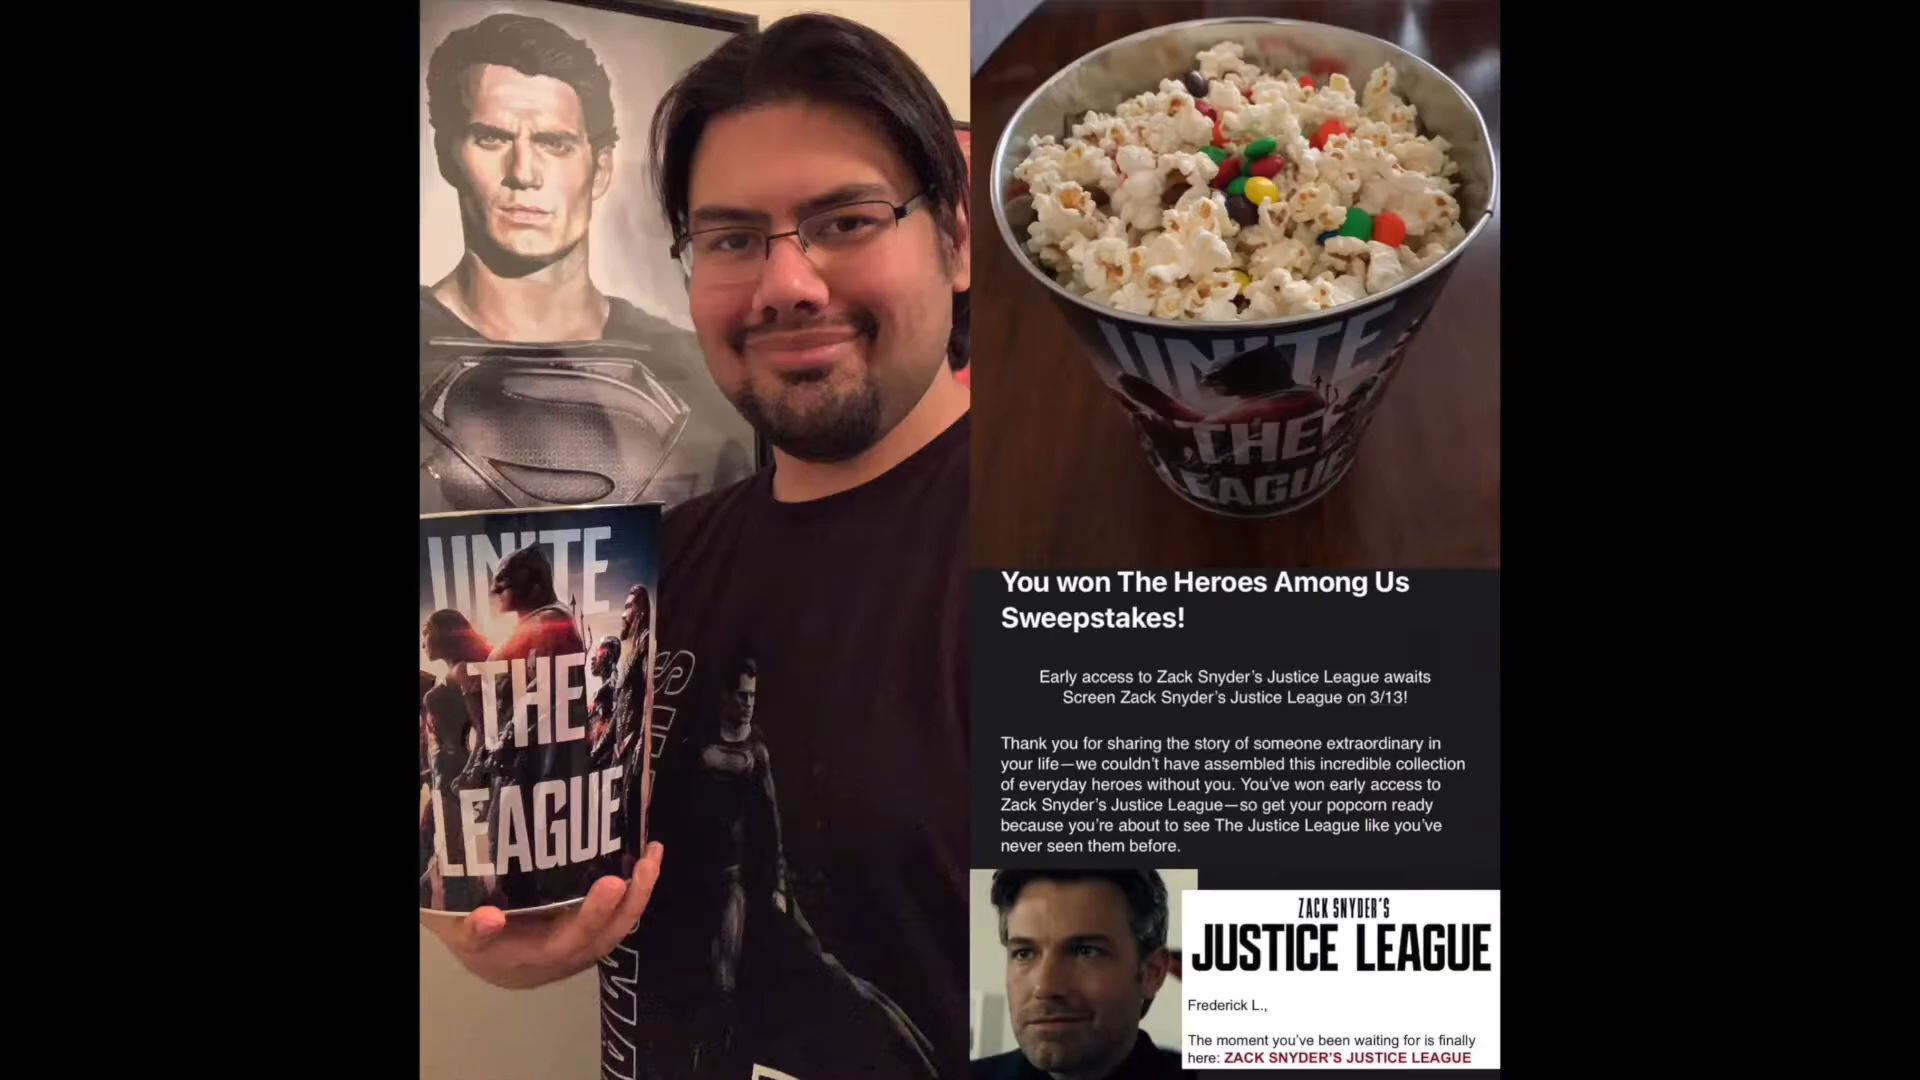 UNITE
THE
LEAGUE
UNITE
THE
LEAGUE
You won The Heroes Among Us
Sweepstakes!
Early access to Zack Snyder's Justice League awaits
Screen Zack Snyder's Justice League on 3/13!
Thank you for sharing the story of someone extraordinary in
your life—we couldn't have assembled this incredible collection
of everyday heroes without you. You've won early access to
Zack Snyder's Justice League—so get your popcorn ready
because you're about to see The Justice League like you've
never seen them before.
ZACK SNYDER'S
JUSTICE LEAGUE
Frederick L.,
The moment you've been waiting for is finally
here: ZACK SNYDER'S JUSTICE LEAGUE